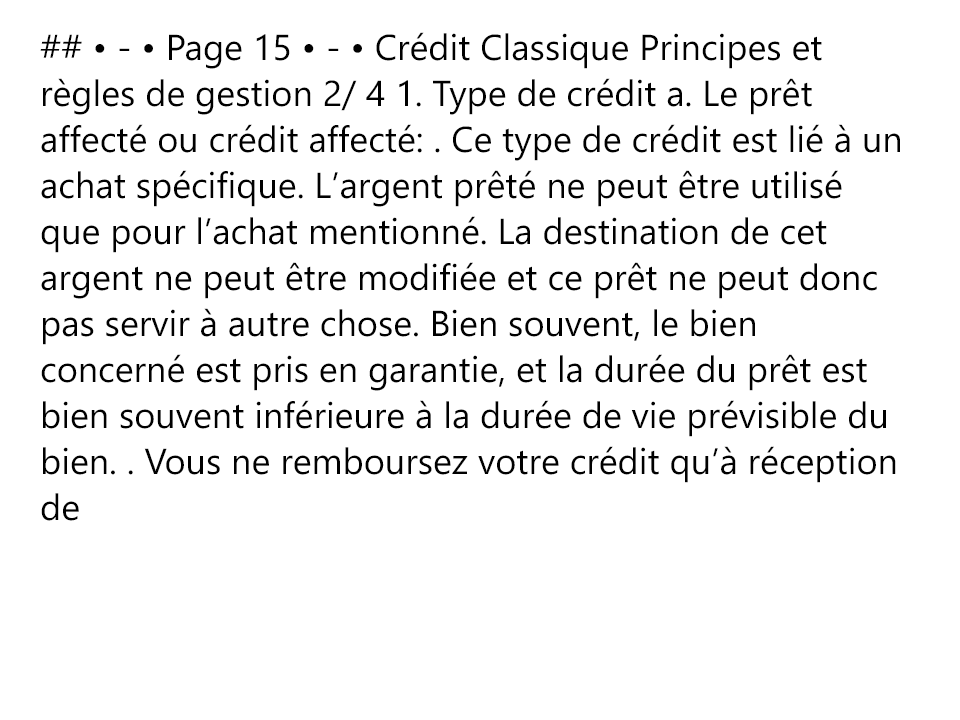 ## • - • Page 15 • - • Crédit Classique Principes et
règles de gestion 2/ 4 1. Type de crédit a. Le prêt
affecté ou crédit affecté: . Ce type de crédit est lié à un
achat spécifique. L’argent prêté ne peut être utilisé
que pour l’achat mentionné. La destination de cet
argent ne peut être modifiée et ce prêt ne peut donc
pas servir à autre chose. Bien souvent, le bien
concerné est pris en garantie, et la durée du prêt est
bien souvent inférieure à la durée de vie prévisible du
bien. . Vous ne remboursez votre crédit qu’à réception
de